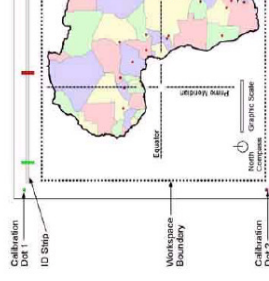 Calibration
Dot 1
ID Strip
Equator
Prime Meridian
Graphic Scale
North
Compass
Workspace
Boundary
Calibration
Dot 2